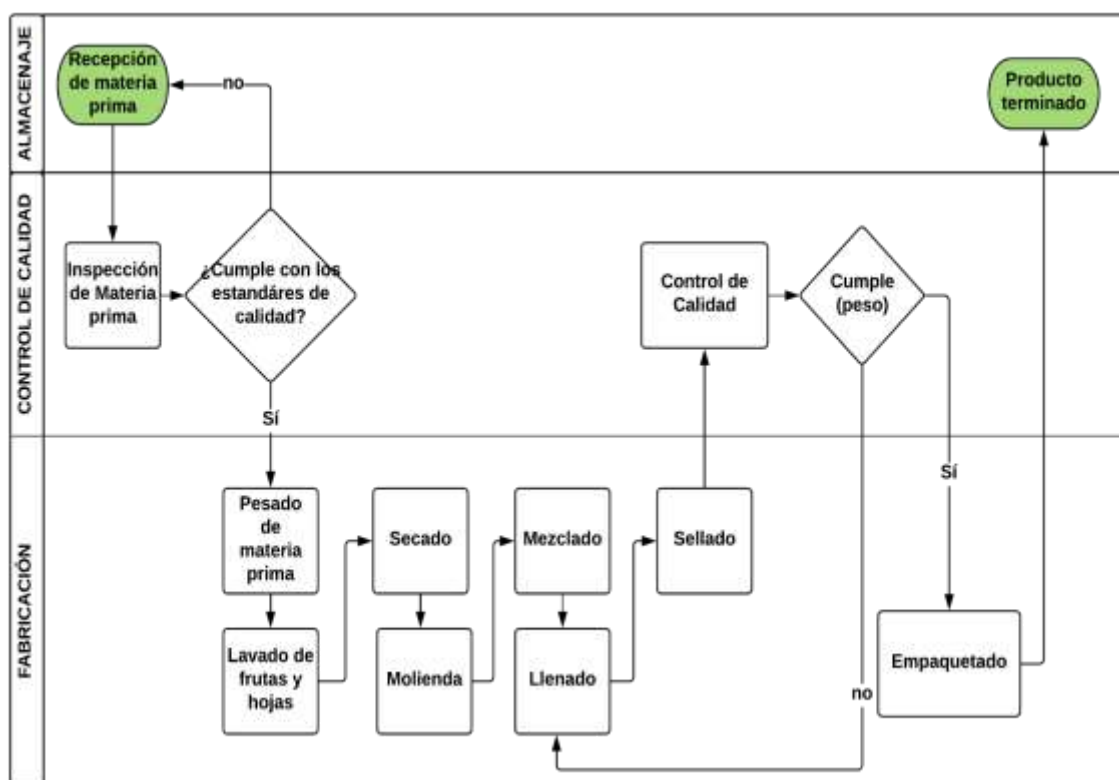 ALMACENAJE
Recepción
de materia
prima
no
Producto
terminado
CONTROL DE CALIDAD
Inspección
de Materia
prima
¿Cumple con los
estandáres de
calidad?
Sí
Control de
Calidad
Cumple
(peso)
Sí
no
FABRICACIÓN
Pesado
de
materia
prima
Secado
Mezclado
Sellado
Lavado de
frutas y
hojas
Molienda
Llenado
Empaquetado